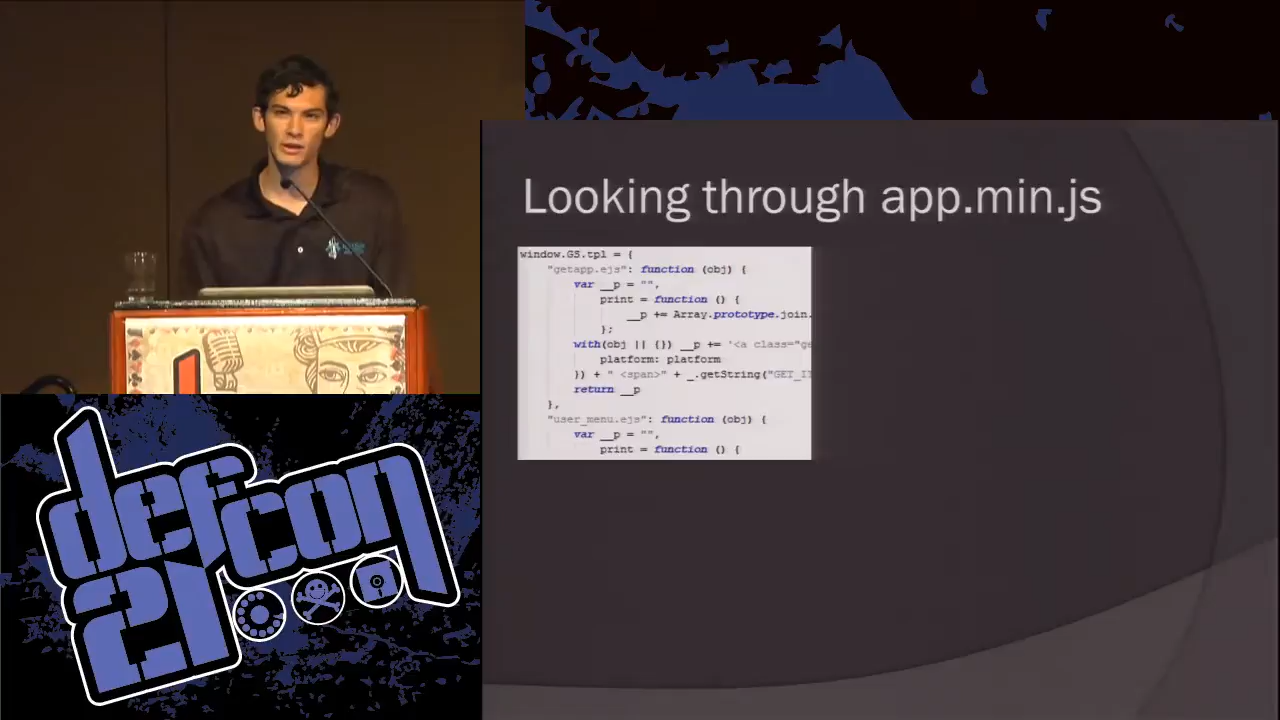 Looking through app.min.js
window.GS.tpl = {
"getapp.ejs": function (obj) {
var __p = "",
print = function () {
__p += Array.prototype.join.
};
with(obj || {}) __p += '<a class="ge
platform: platform
}) + " <span>" + _.getString("GET_IT
return __p
},
"user_menu.ejs": function (obj) {
var __p = "",
print = function () {
defcon
21